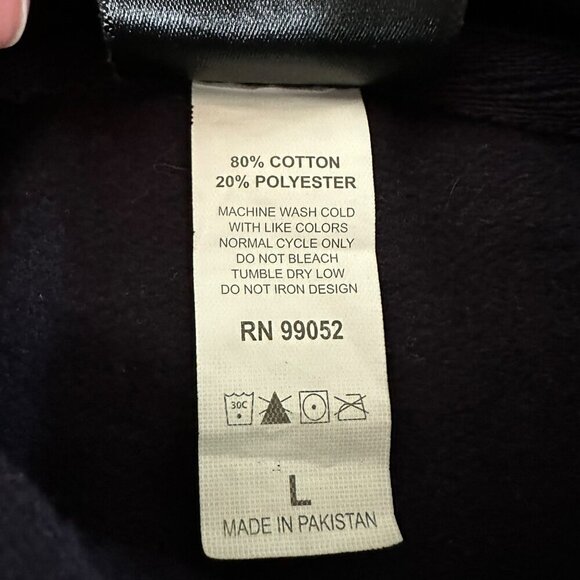 80% COTTON
20% POLYESTER
MACHINE WASH COLD
WITH LIKE COLORS
NORMAL CYCLE ONLY
DO NOT BLEACH
TUMBLE DRY LOW
DO NOT IRON DESIGN
RN 99052
30C
L
MADE IN PAKISTAN